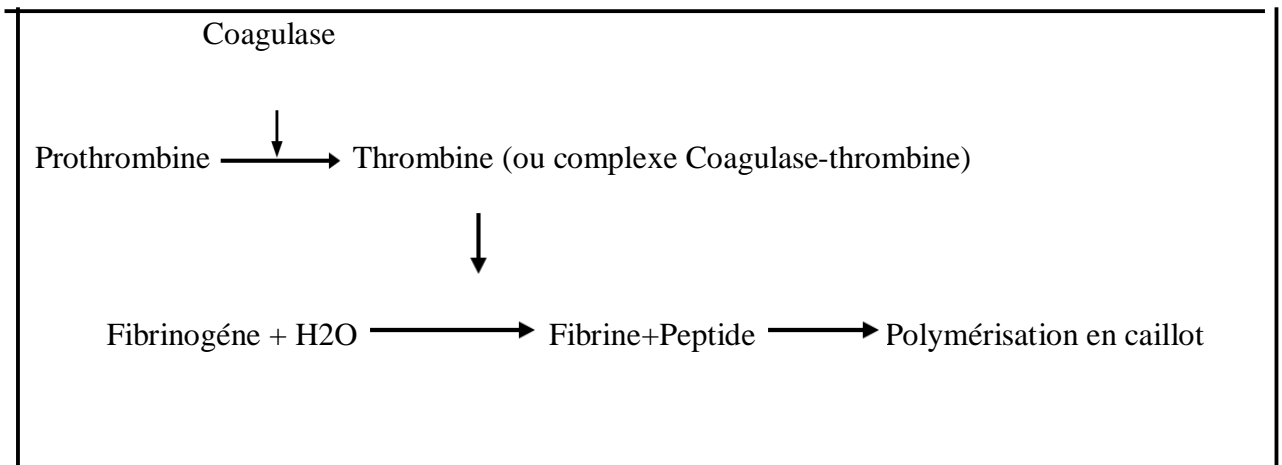 Coagulase
Prothrombine Thrombine (ou complexe Coagulase-thrombine)
Fibrinogéne + H2O Fibrine+Peptide Polymérisation en caillot